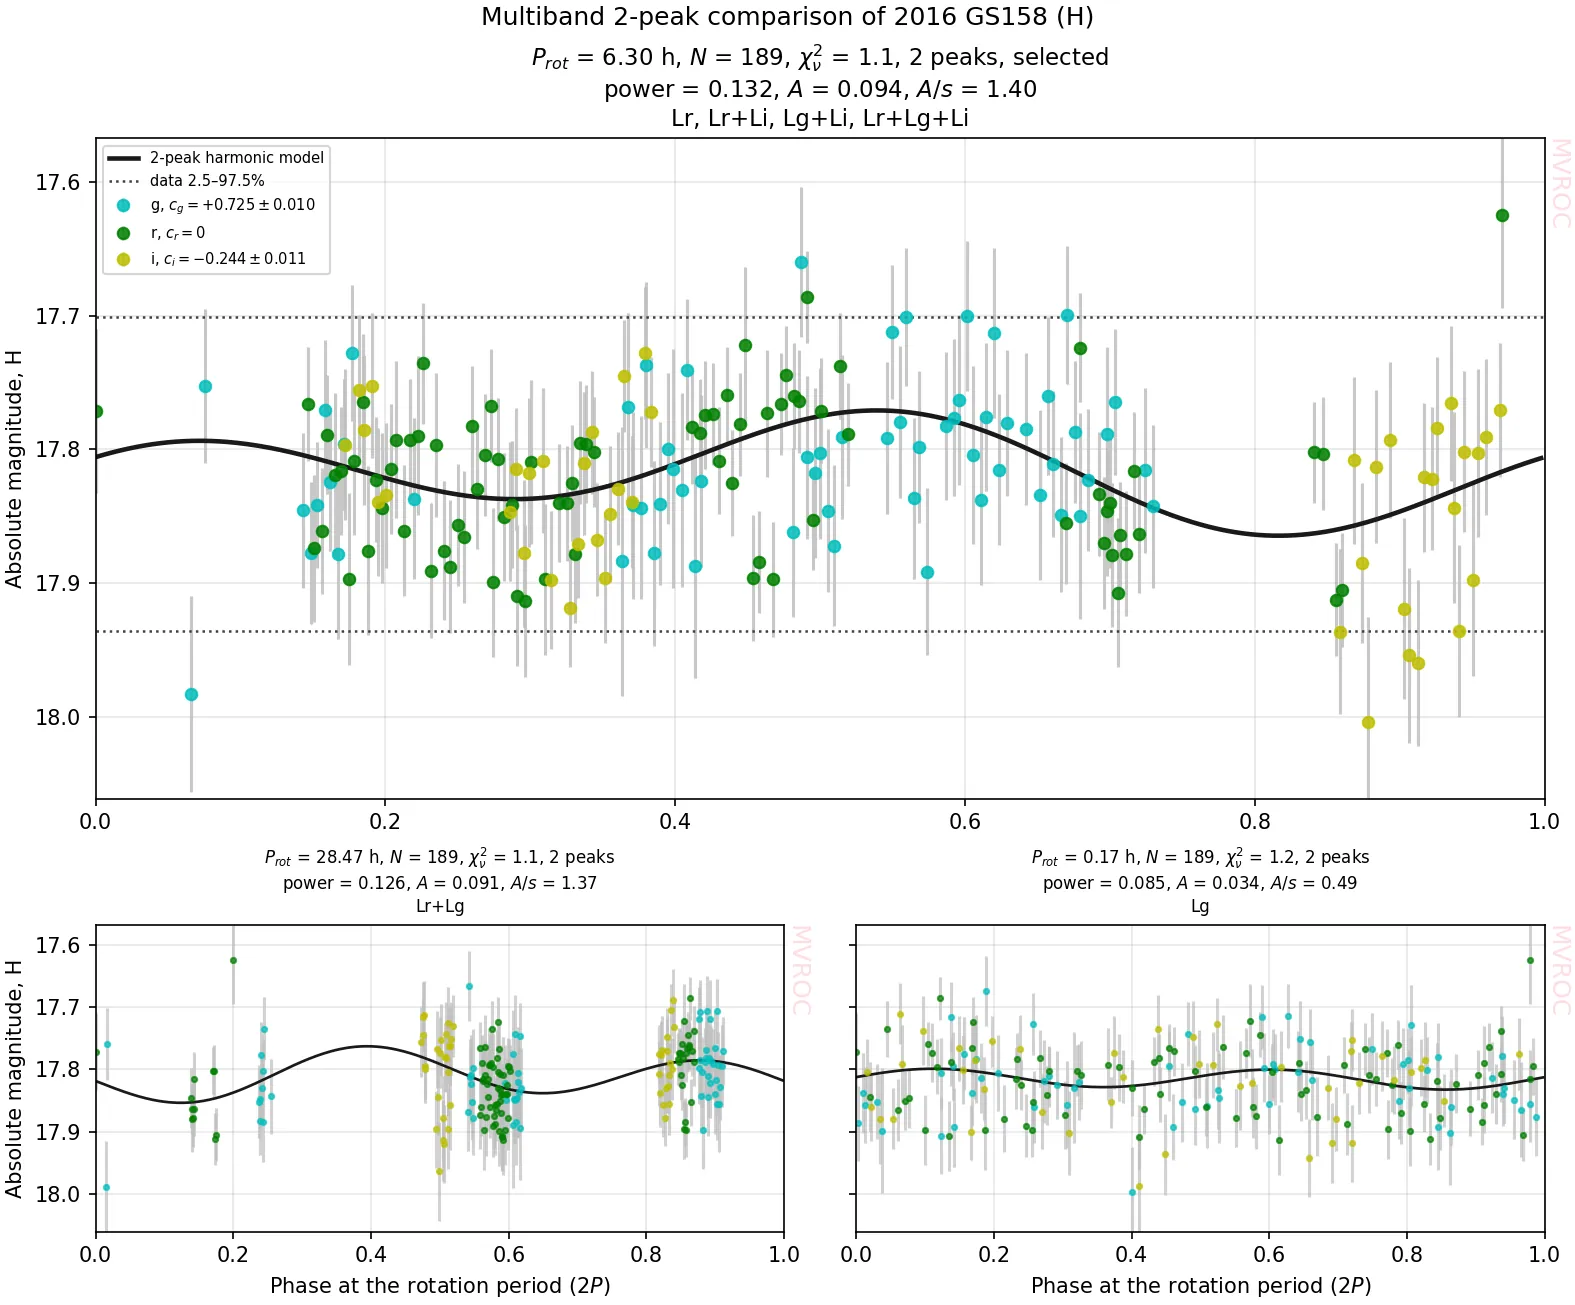 Multiband 2-peak comparison of 2016 GS158 (H)
P_rot = 6.30 h, N = 189, χ²_ν = 1.1, 2 peaks, selected
power = 0.132, A = 0.094, A/s = 1.40
Lr, Lr+Li, Lg+Li, Lr+Lg+Li
2-peak harmonic model
data 2.5–97.5%
g, c_g = +0.725 ± 0.010
r, c_r = 0
i, c_i = −0.244 ± 0.011
MVROC
Absolute magnitude, H
17.6
17.7
17.8
17.9
18.0
0.0 0.2 0.4 0.6 0.8 1.0
P_rot = 28.47 h, N = 189, χ²_ν = 1.1, 2 peaks
power = 0.126, A = 0.091, A/s = 1.37
Lr+Lg
MVROC
Absolute magnitude, H
17.6
17.7
17.8
17.9
18.0
0.0 0.2 0.4 0.6 0.8 1.0
Phase at the rotation period (2P)
P_rot = 0.17 h, N = 189, χ²_ν = 1.2, 2 peaks
power = 0.085, A = 0.034, A/s = 0.49
Lg
MVROC
0.0 0.2 0.4 0.6 0.8 1.0
Phase at the rotation period (2P)